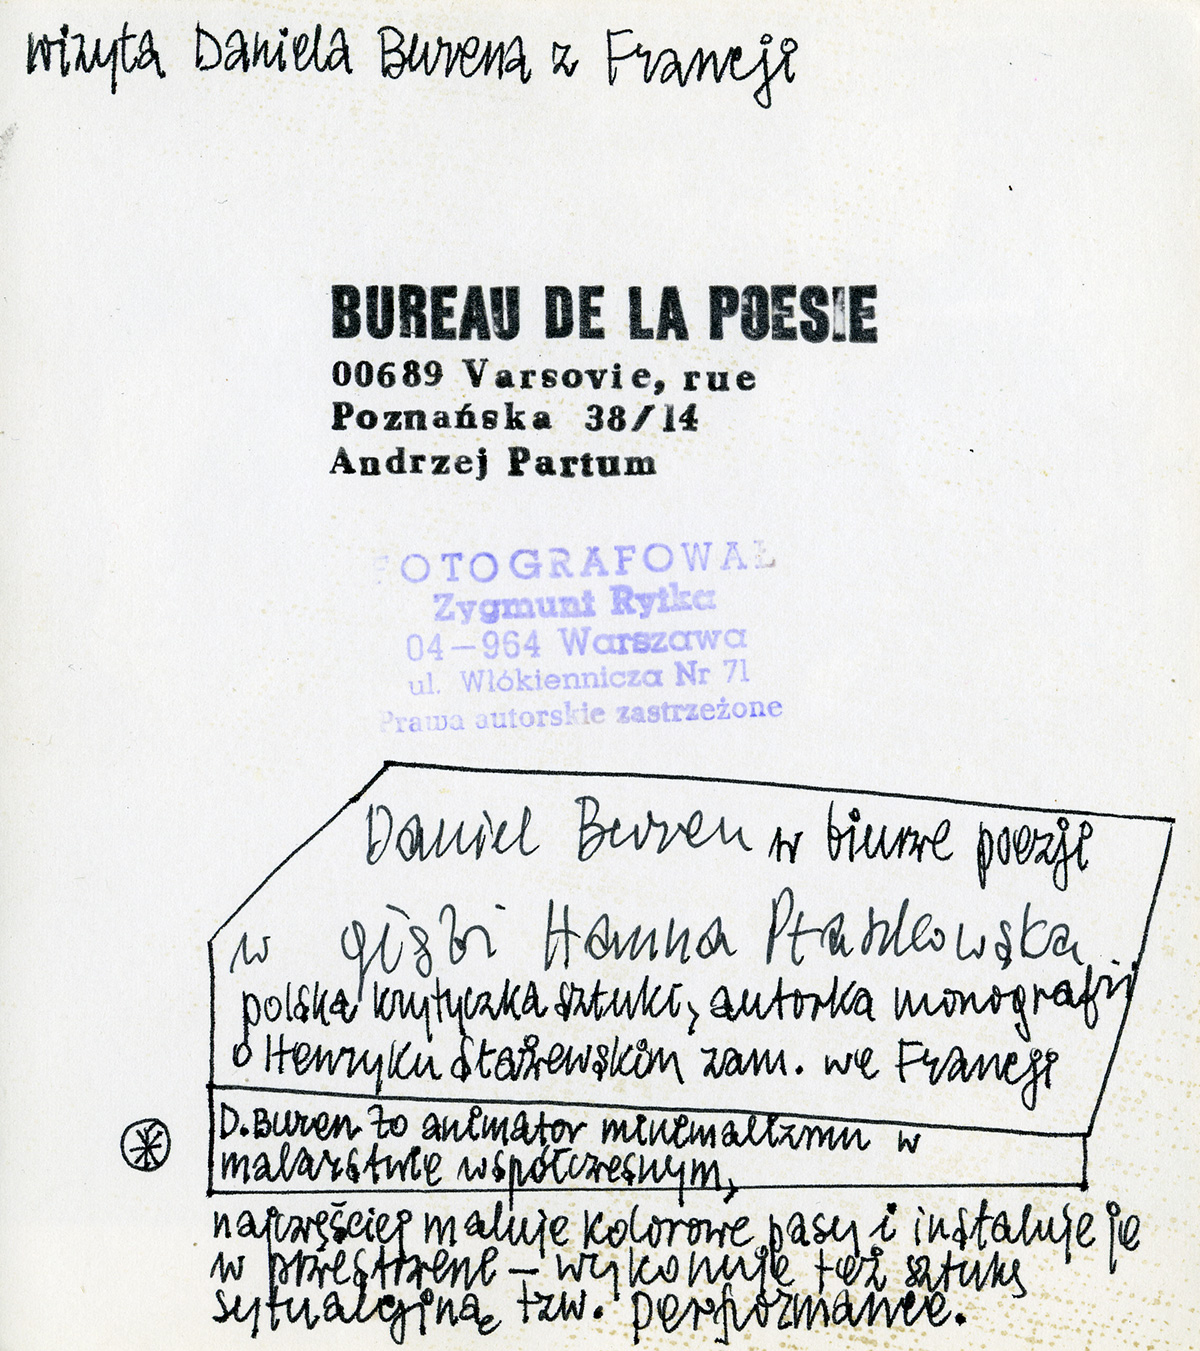 wizyta Daniela Burena z Francji
BUREAU DE LA POESIE
00689 Varsovie, rue
Poznańska 38/14
Andrzej Partum
FOTOGRAFOWAŁ
Zygmunt Rytka
04-964 Warszawa
ul. Włókiennicza Nr 71
Prawa autorskie zastrzeżone
Daniel Buren w biurze poezji
w głębi Hanna Ptaszkowska
polska krytyczka sztuki, autorka monografii
o Henryku Stażewskim zam. we Francji
D. Buren to animator minimalizmu w
malarstwie współczesnym,
najczęściej maluje kolorowe pasy i instaluje je
w przestrzeni – wykonuje też sztukę
sytuacyjną tzw. performance.